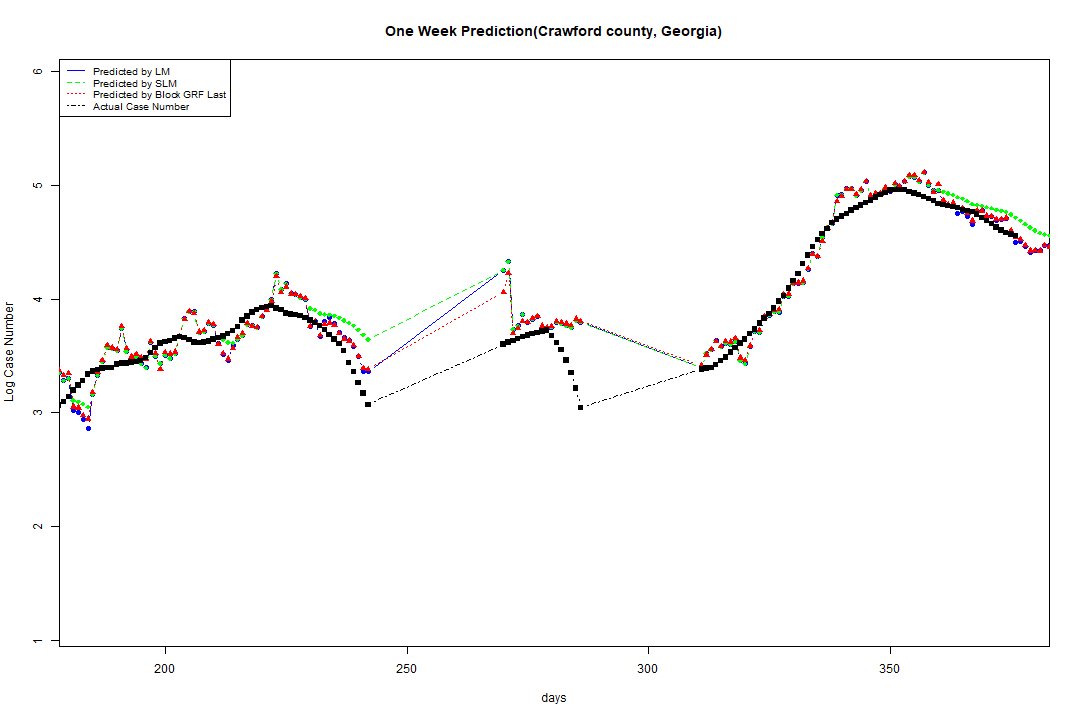 One Week Prediction(Crawford county, Georgia)
Predicted by LM
Predicted by SLM
Predicted by Block GRF Last
Actual Case Number
6
5
4
3
2
1
Log Case Number
200
250
300
350
days